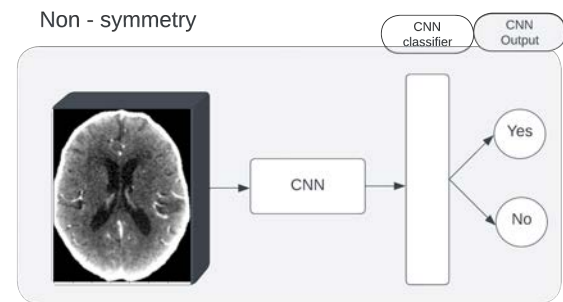 Non - symmetry
CNN
classifier
CNN
Output
CNN
Yes
No